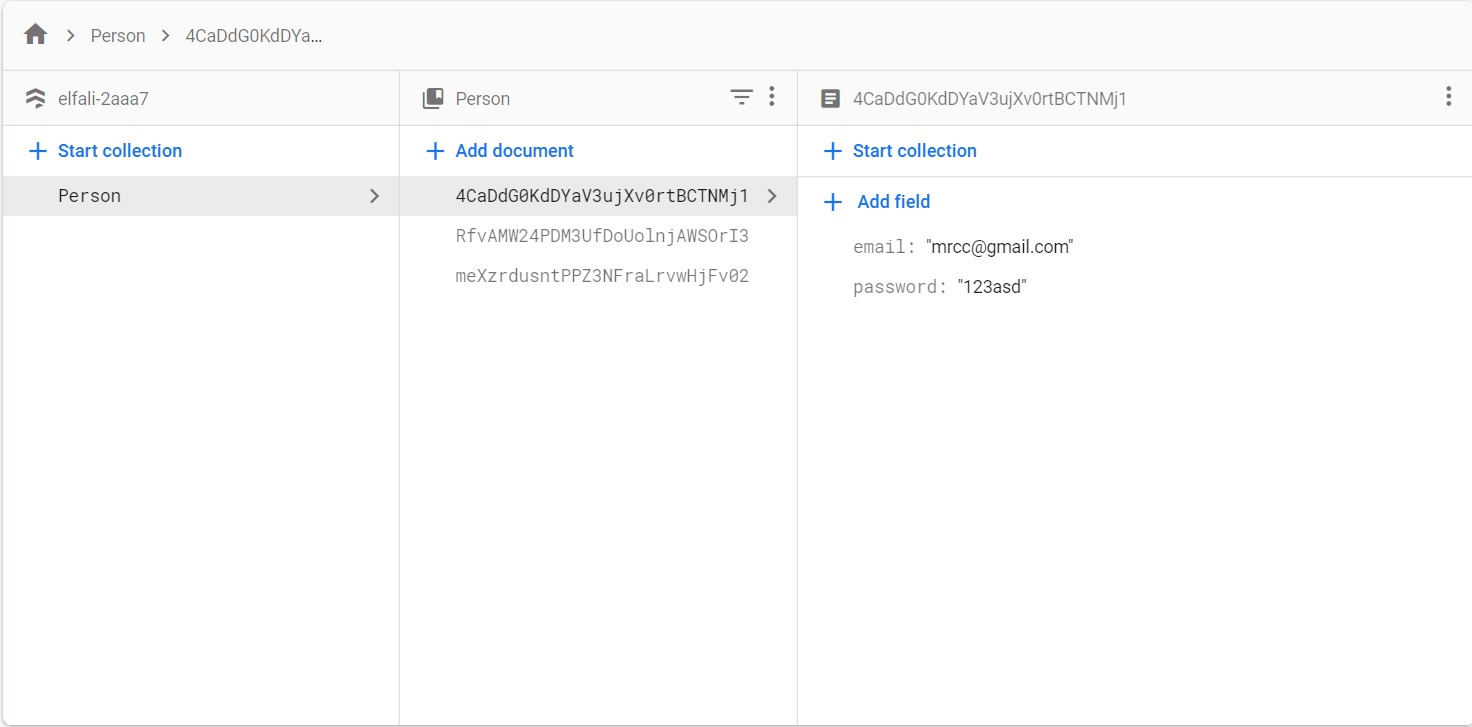 Person 4CaDdG0KdDYa...
elfali-2aaa7
Start collection
Person
Person
Add document
4CaDdG0KdDYaV3ujXv0rtBCTNMj1
RfvAMW24PDM3UfDoUolnjAWSOrI3
meXzrdusntPPZ3NFraLrvwHjFv02
4CaDdG0KdDYaV3ujXv0rtBCTNMj1
Start collection
Add field
email: "mrcc@gmail.com"
password: "123asd"